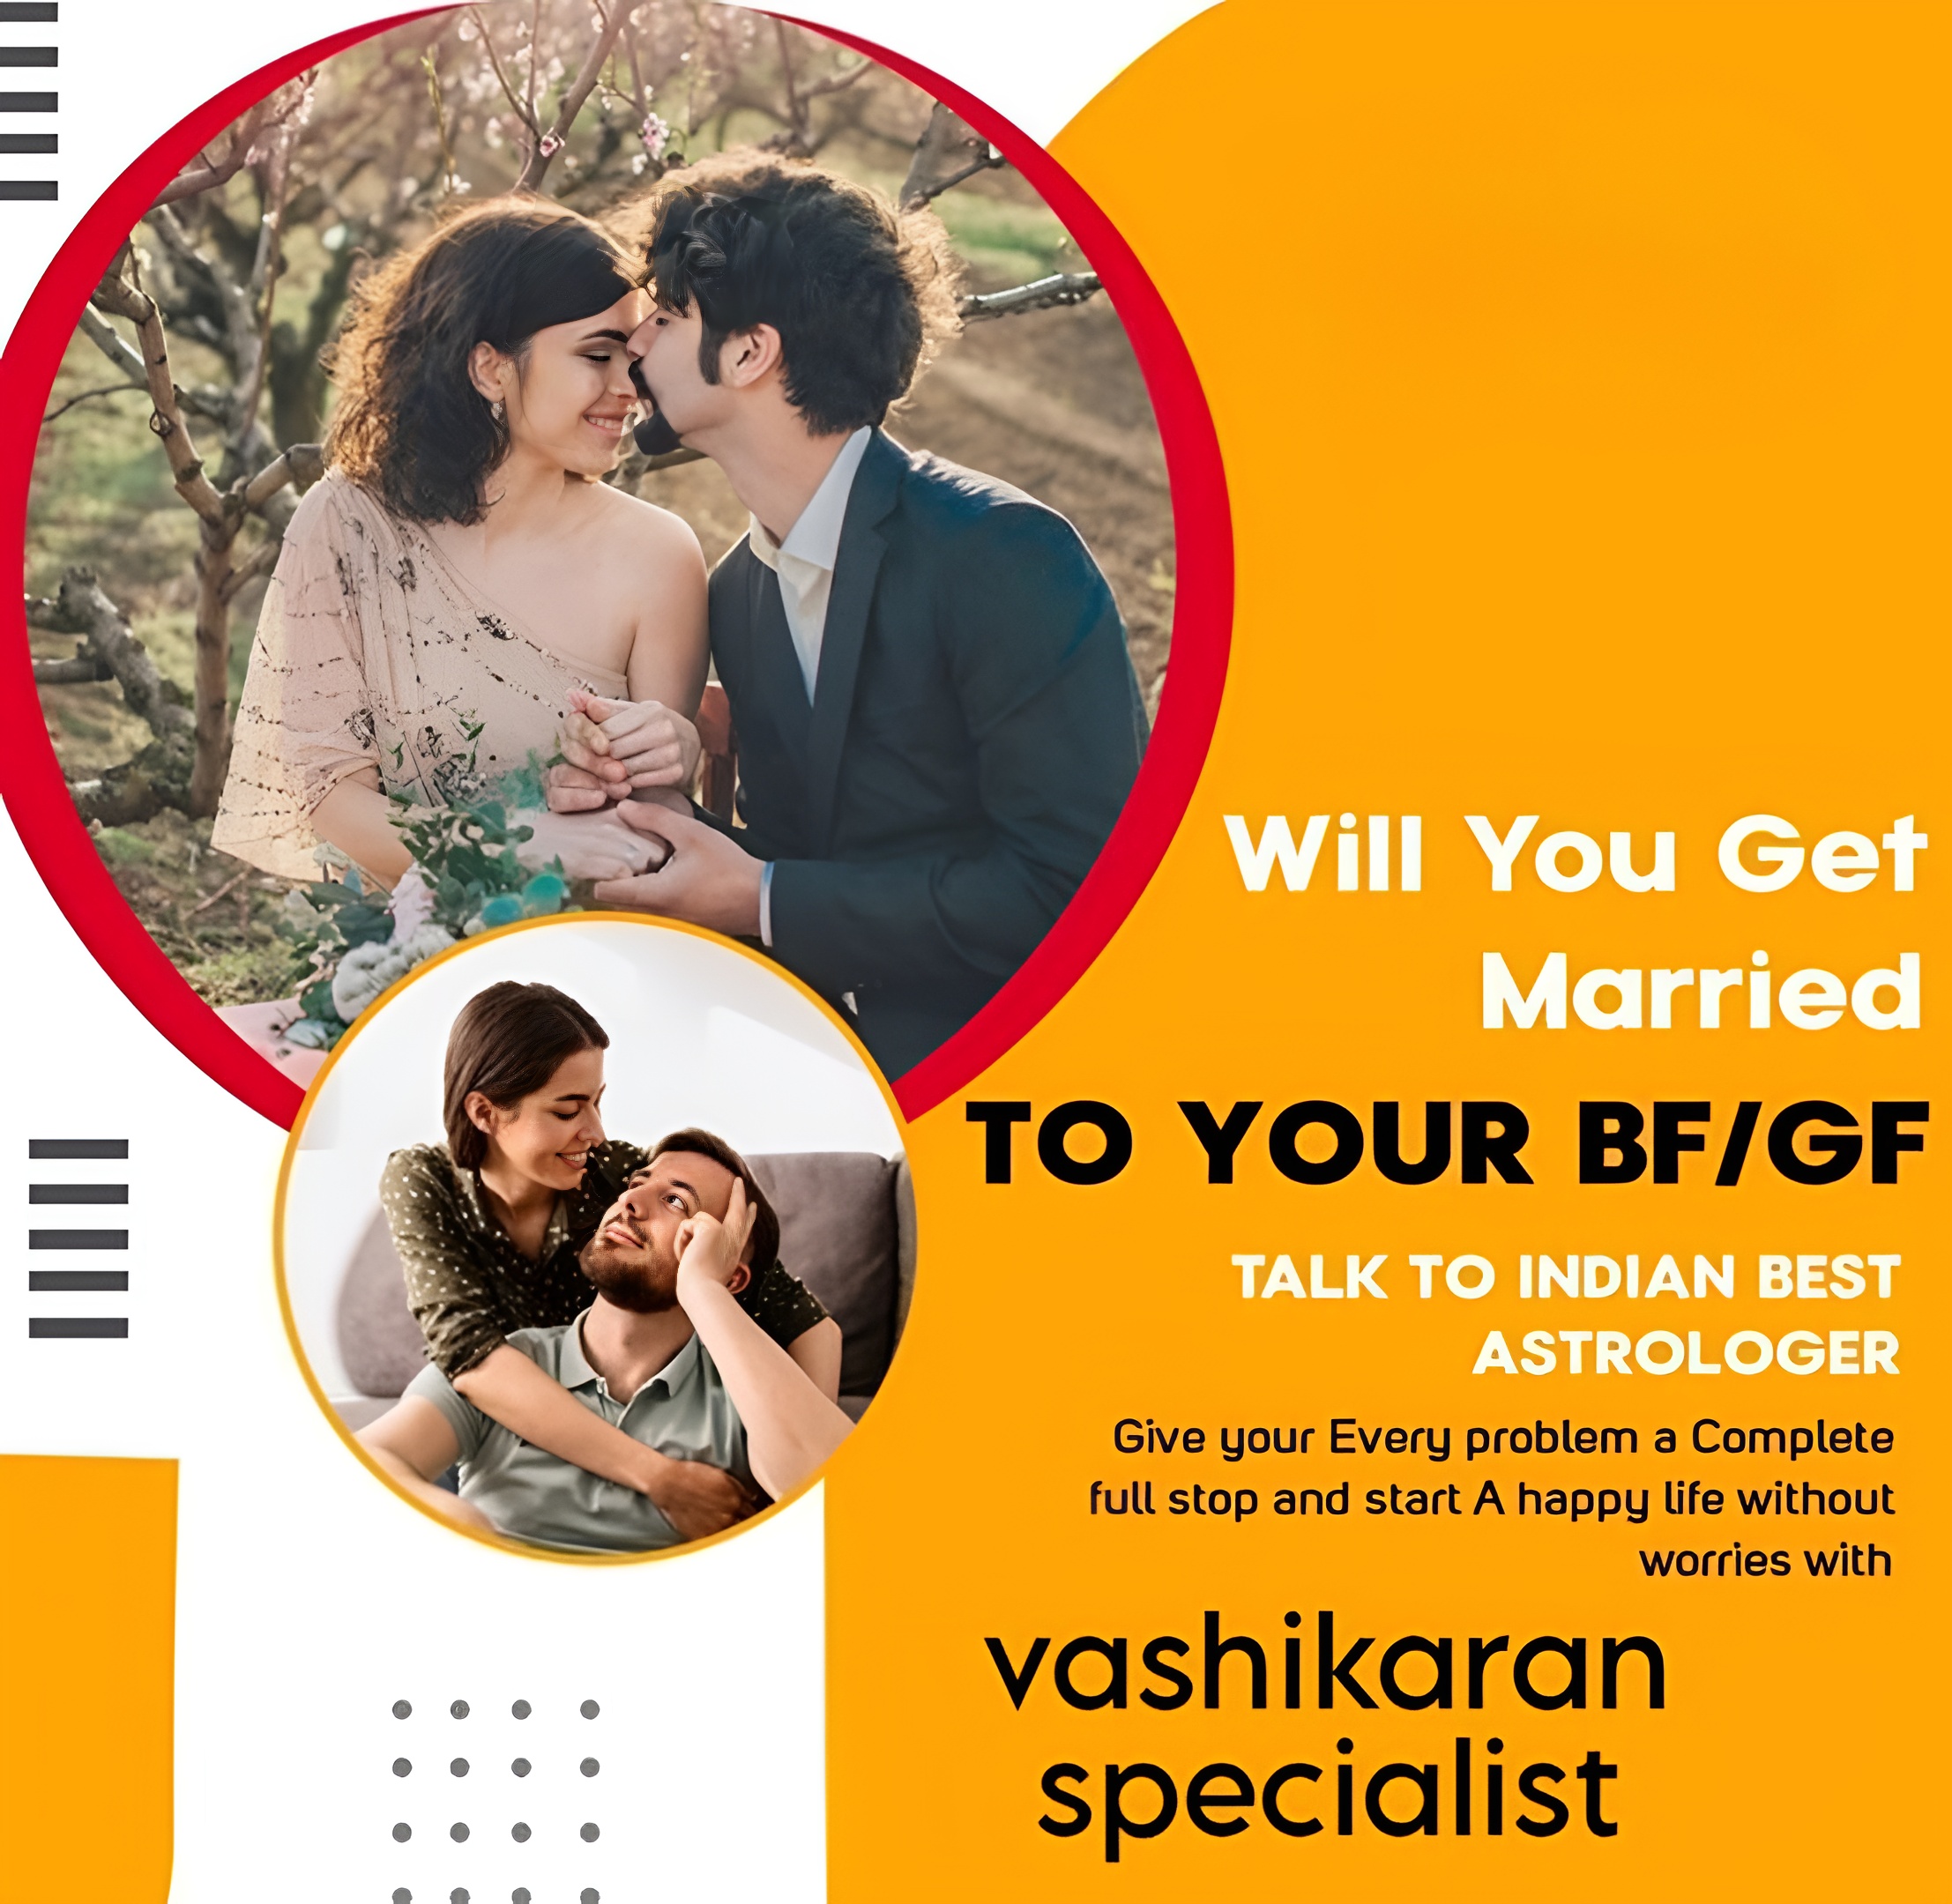 Will You Get
Married
TO YOUR BF/GF
TALK TO INDIAN BEST
ASTROLOGER
Give your Every problem a Complete
full stop and start A happy life without
worries with
vashikaran
specialist